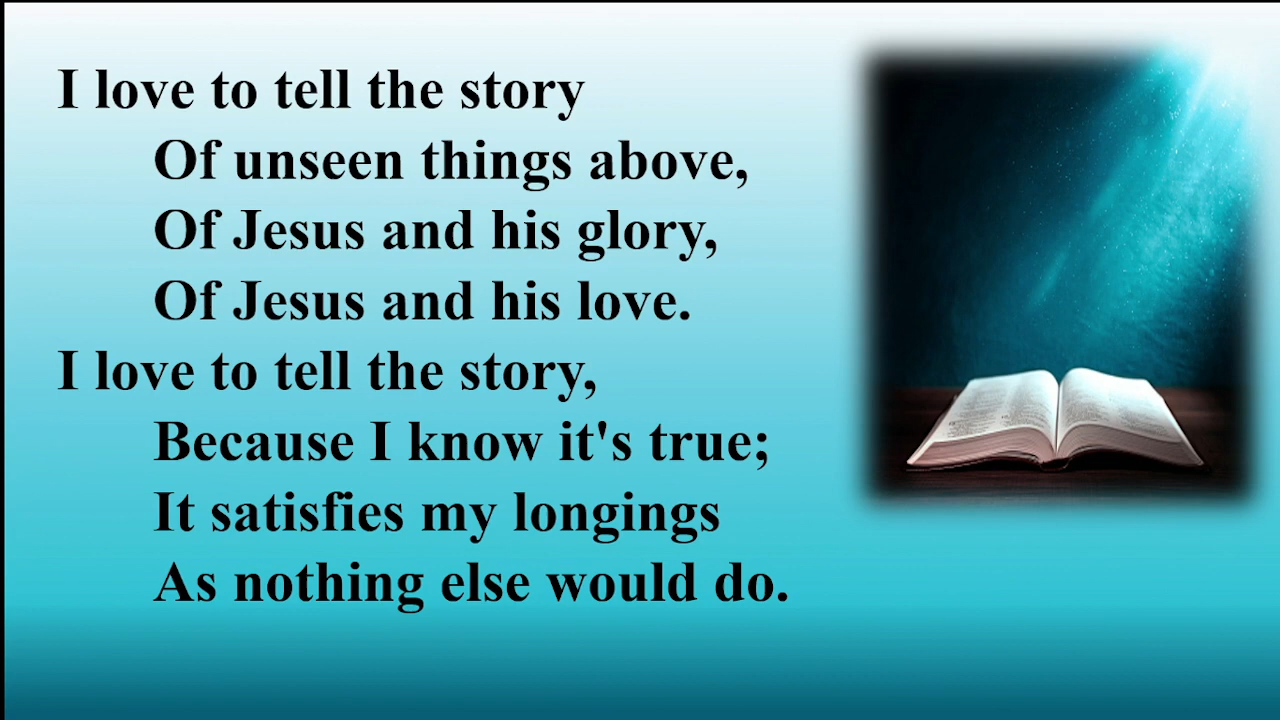 I love to tell the story
Of unseen things above,
Of Jesus and his glory,
Of Jesus and his love.
I love to tell the story,
Because I know it's true;
It satisfies my longings
As nothing else would do.